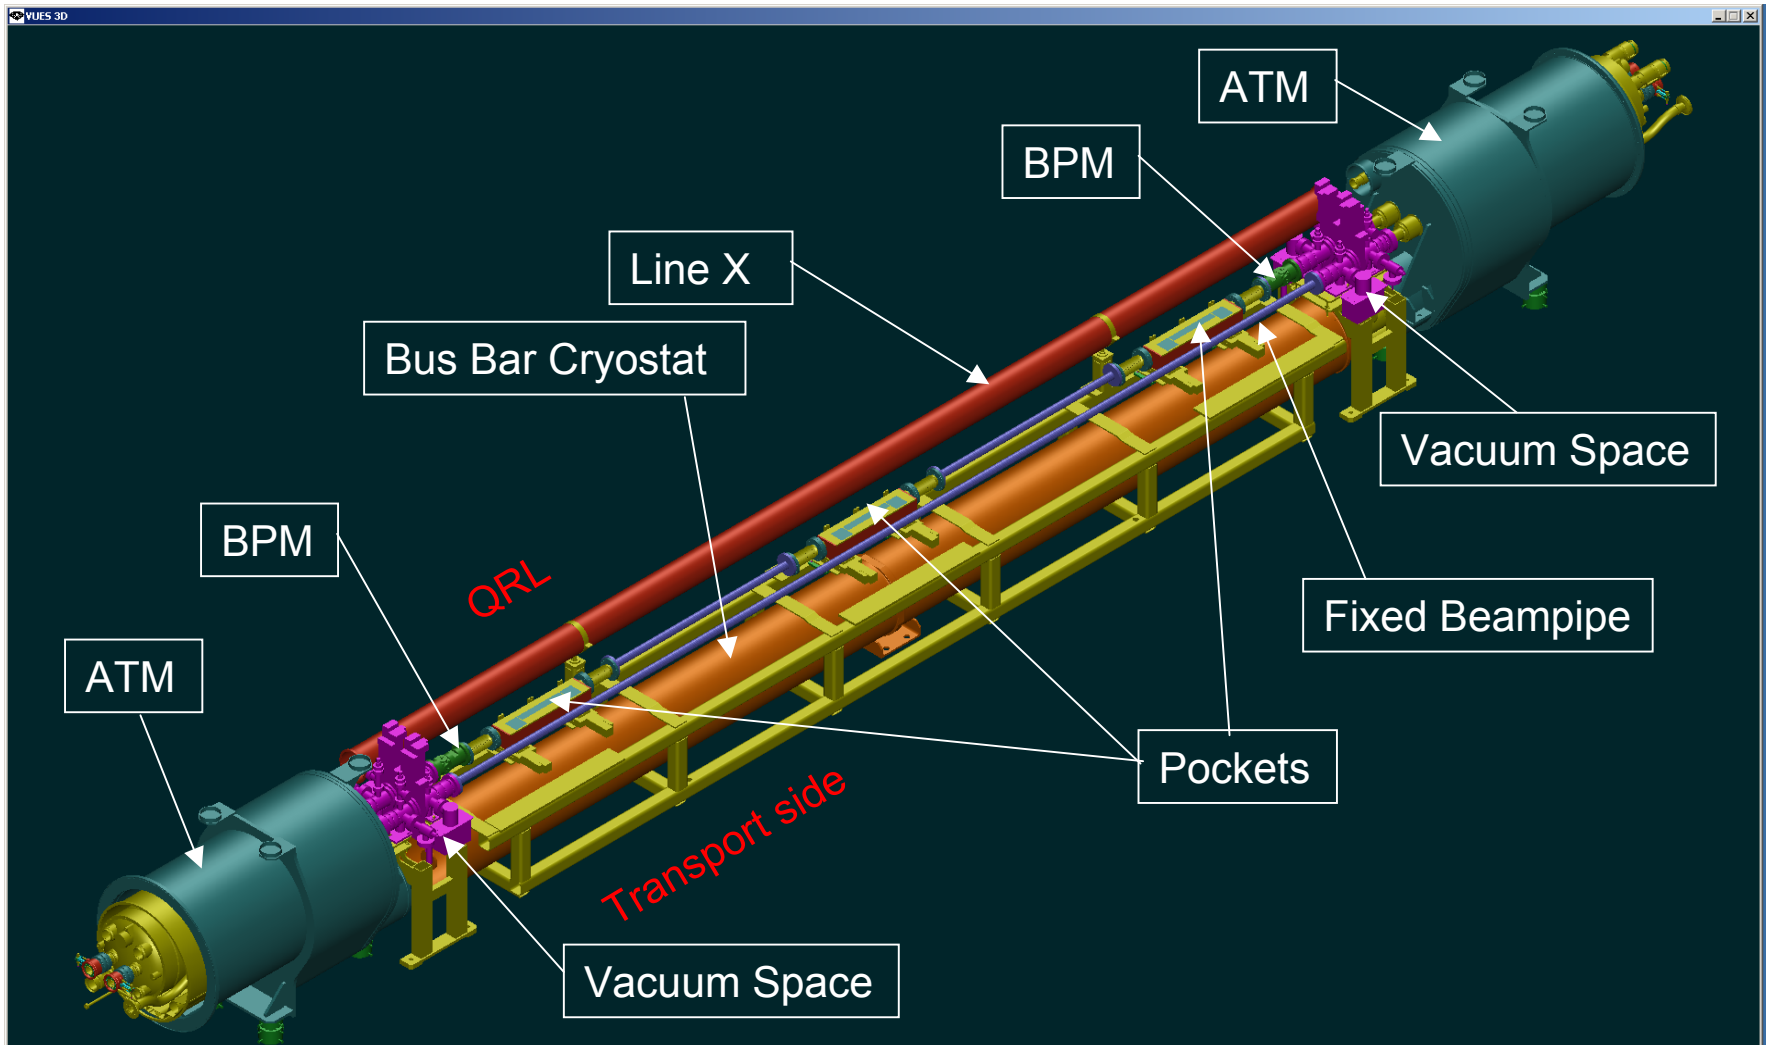 VUES 3D
ATM
BPM
Line X
Bus Bar Cryostat
Vacuum Space
BPM
QRL
Fixed Beampipe
ATM
Pockets
Transport side
Vacuum Space